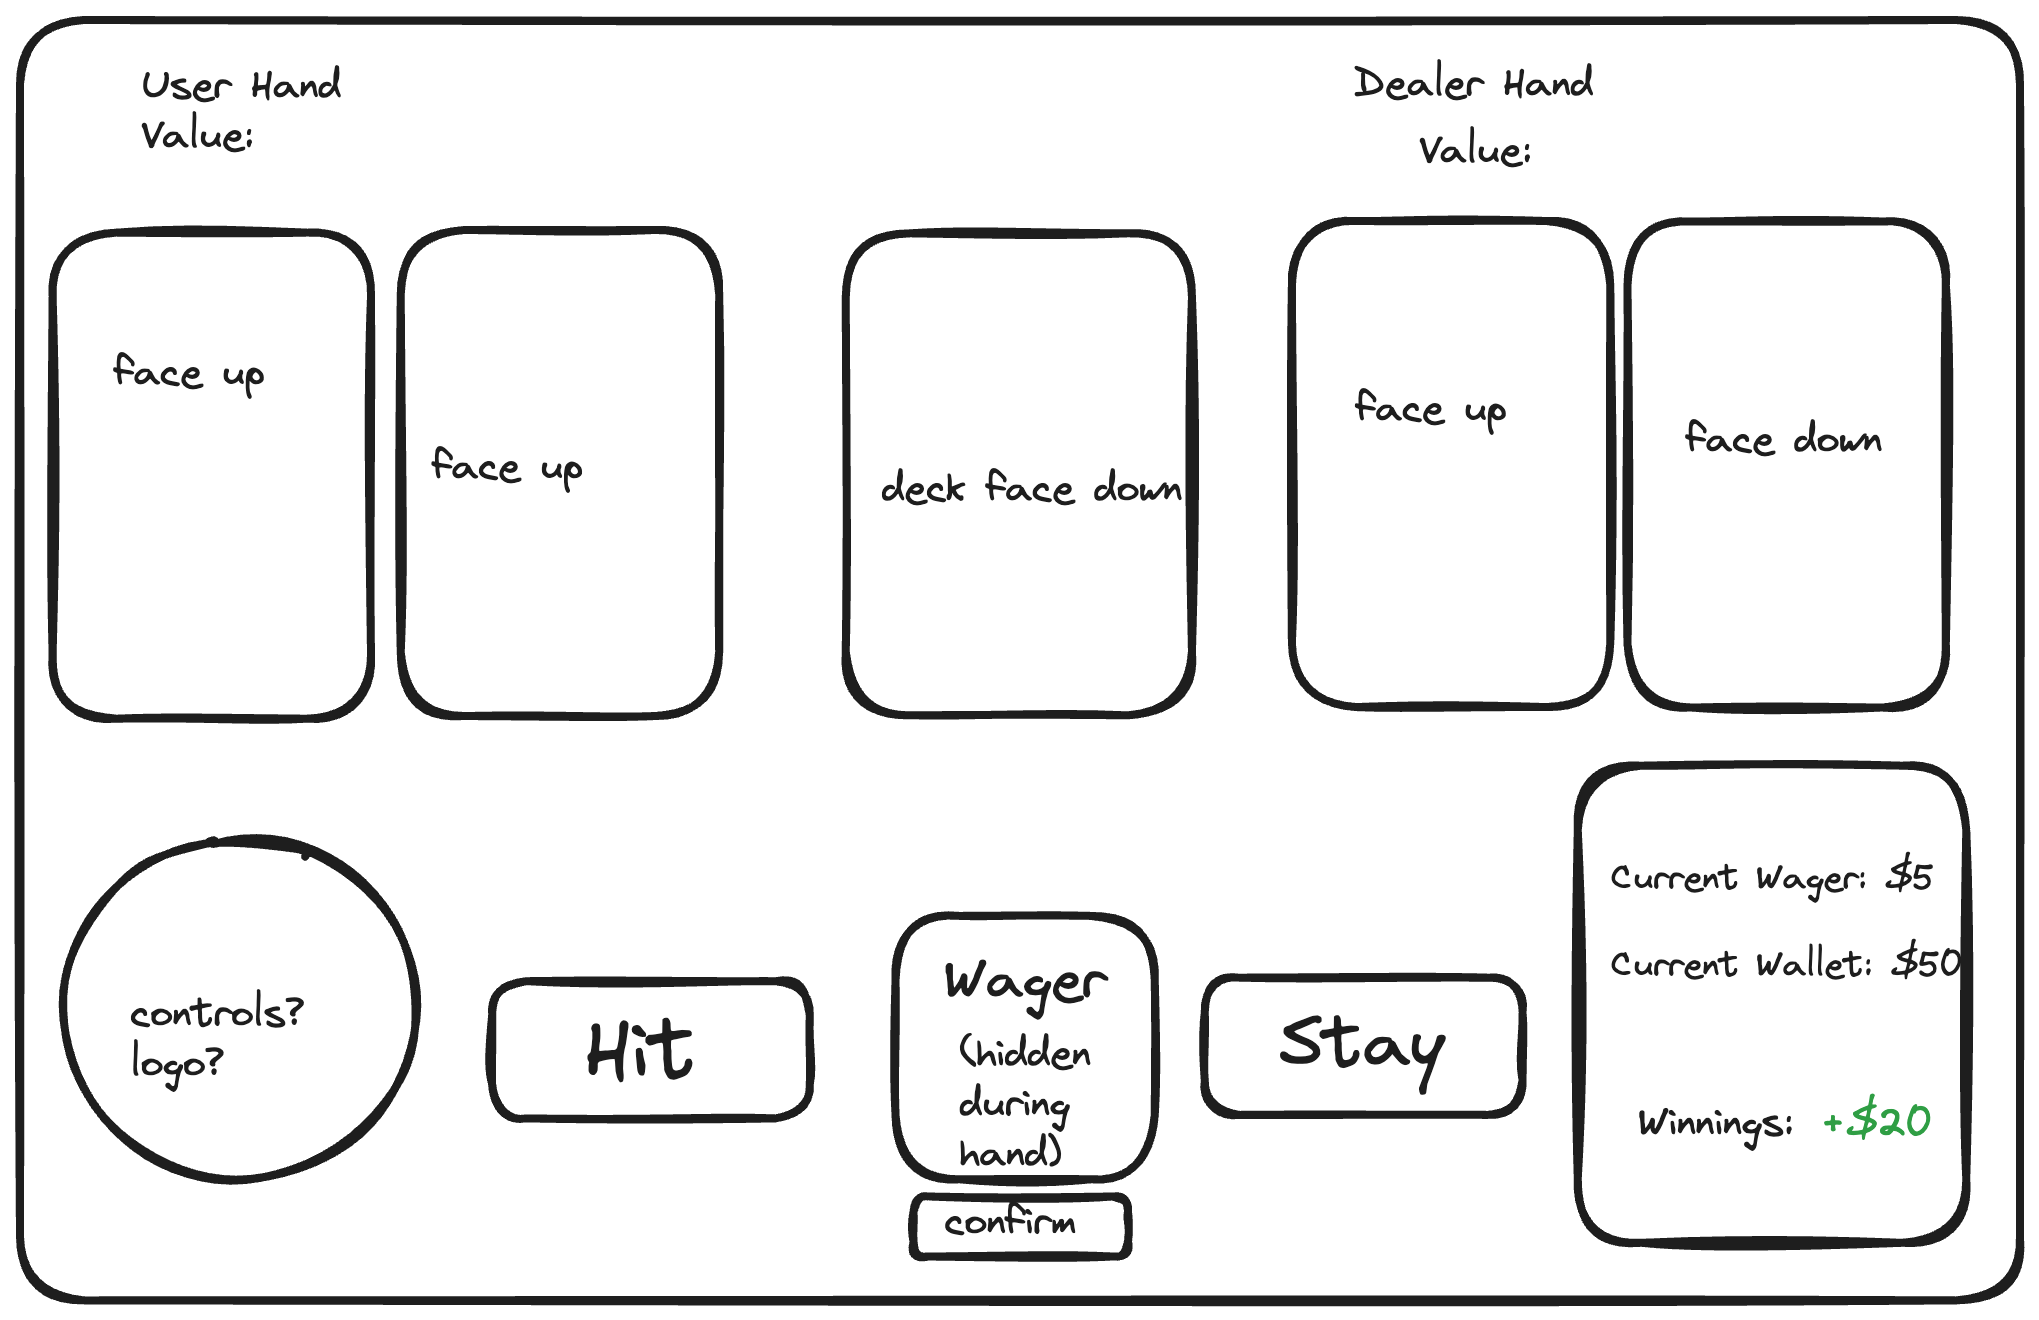 User Hand
Value:
Dealer Hand
Value:
face up
face up
deck face down
face up
face down
controls?
logo?
Hit
Wager
(hidden
during
hand)
confirm
Stay
Current Wager: $5
Current Wallet: $50
Winnings: +$20